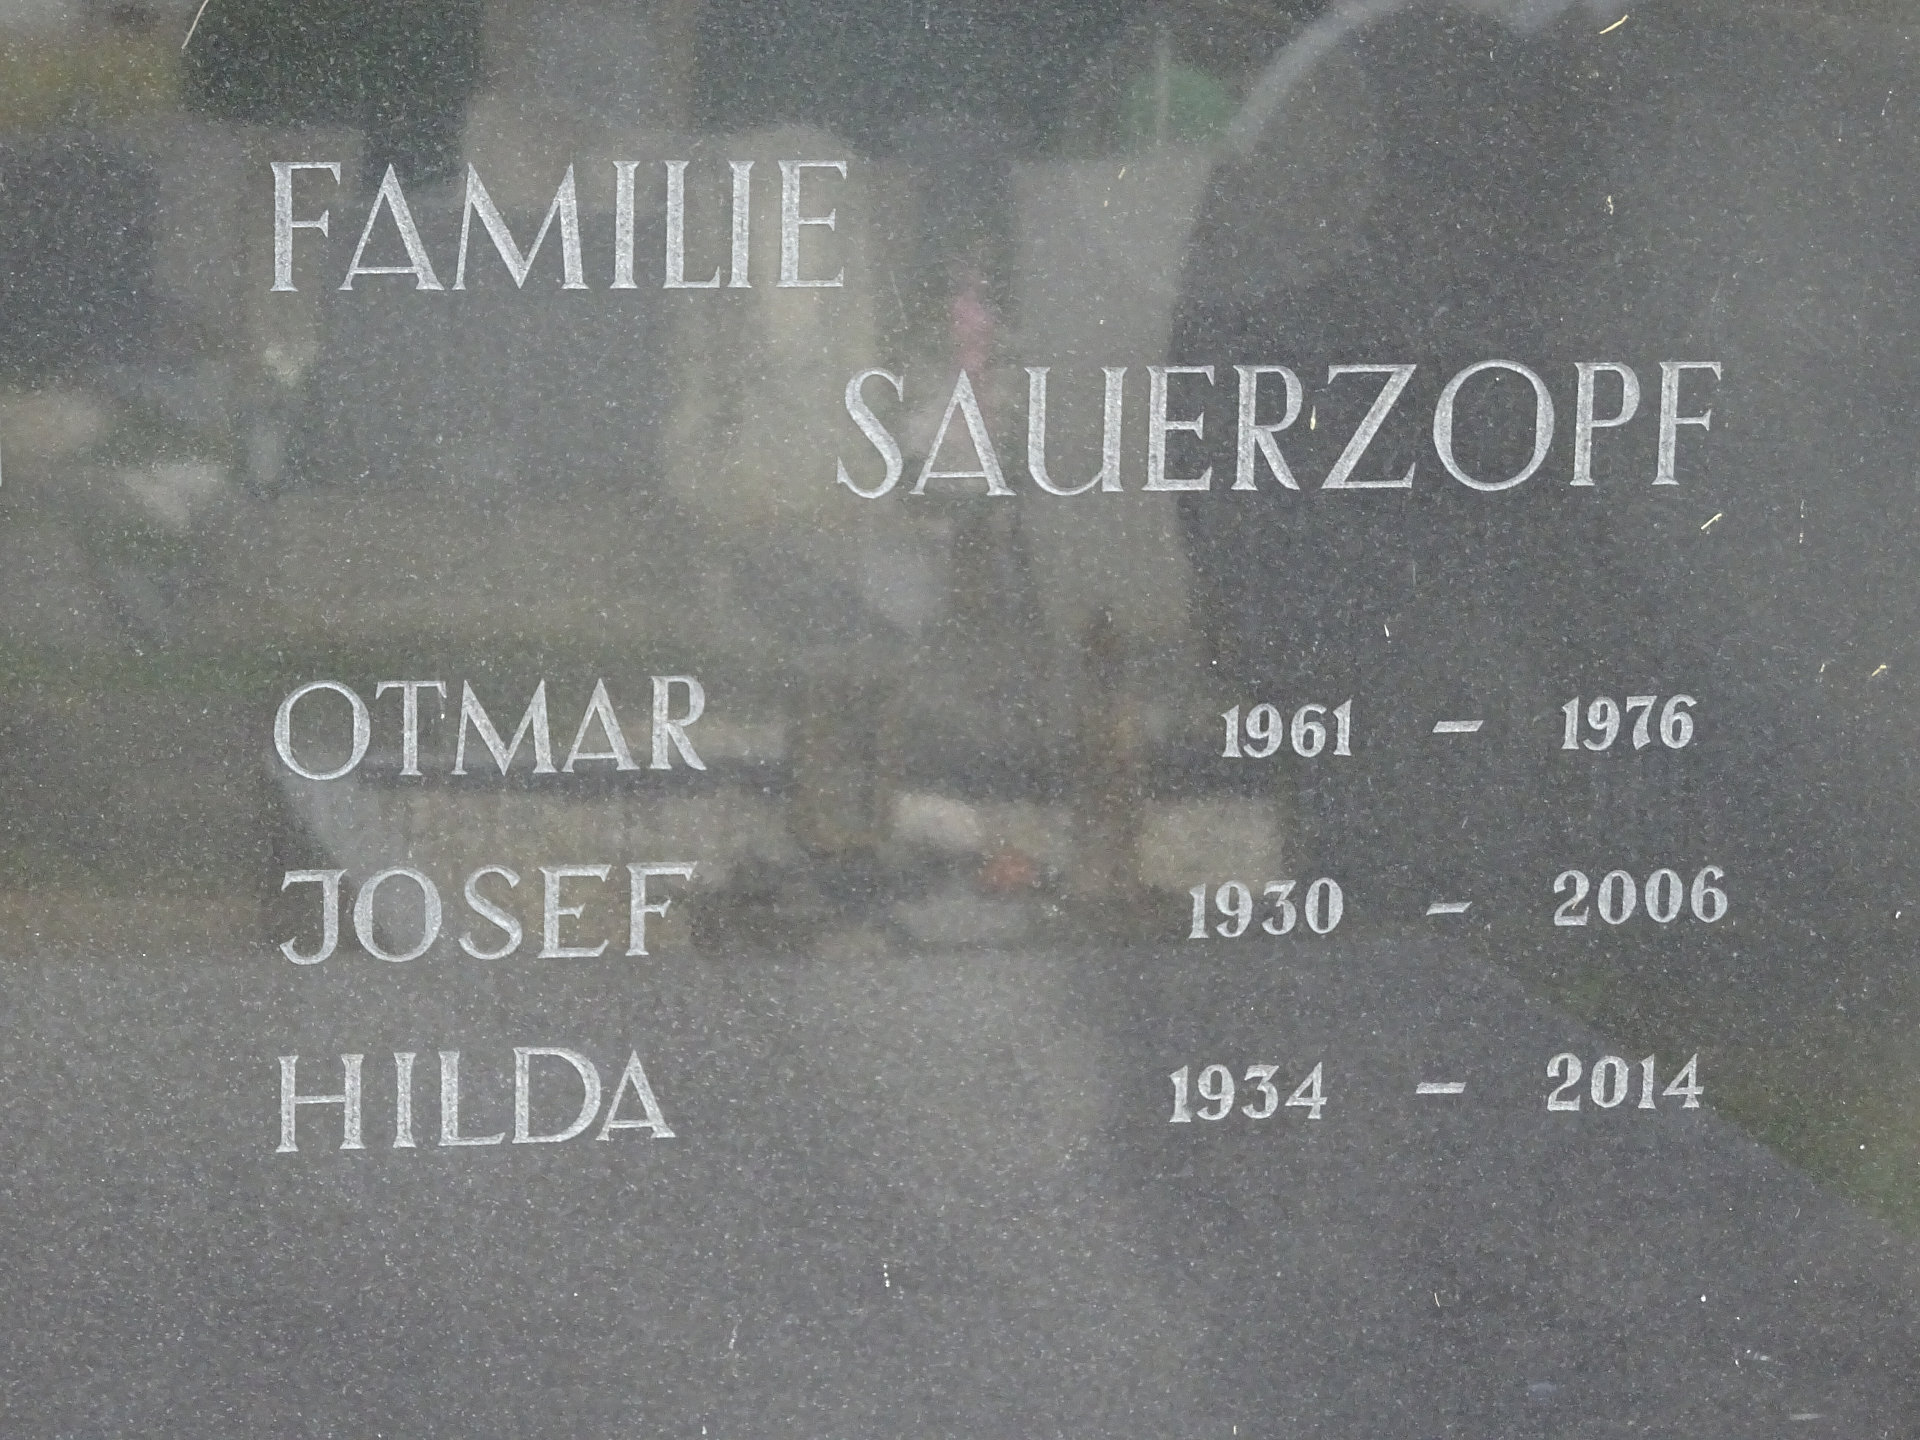 FAMILIE
SAUERZOPF
OTMAR 1961 – 1976
JOSEF 1930 – 2006
HILDA 1934 – 2014